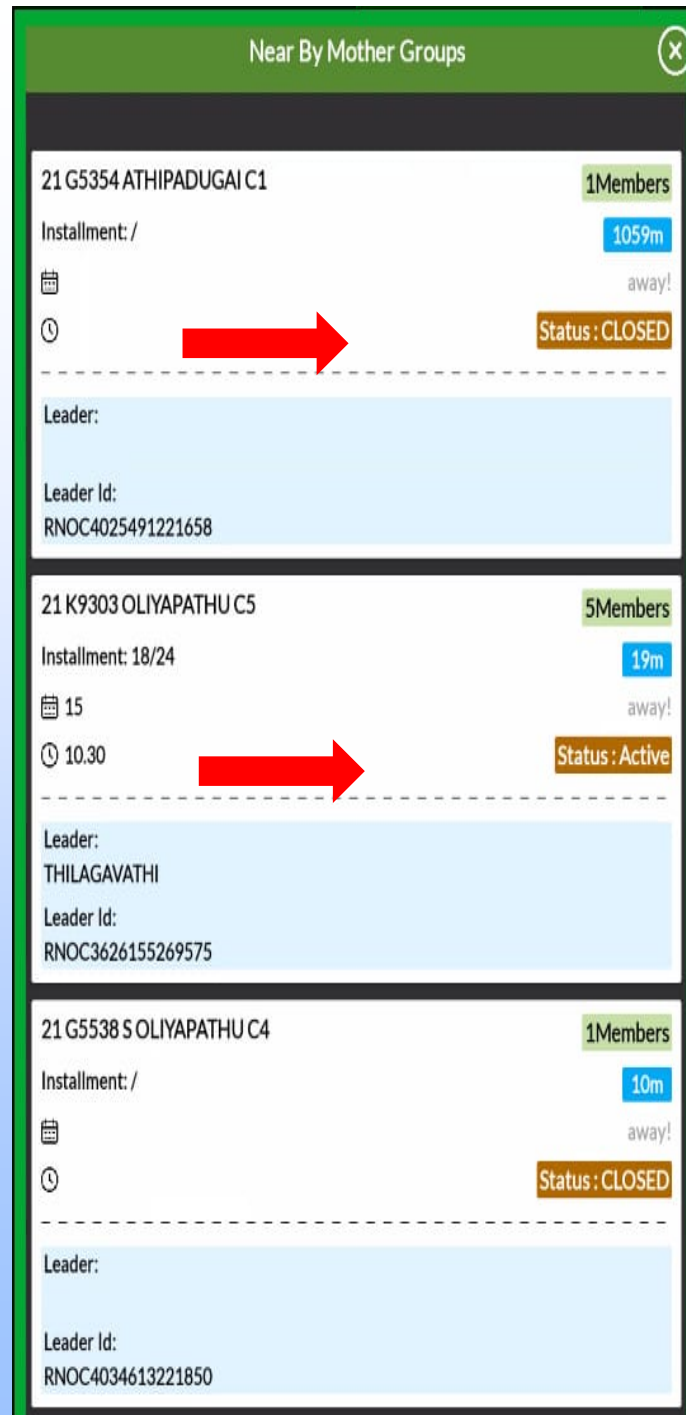 Near By Mother Groups
21 G5354 ATHIPADUGAI C1
1Members
Installment: /
1059m
away!
Status : CLOSED
Leader:
Leader Id:
RNOC4025491221658
21 K9303 OLIYAPATHU C5
5Members
Installment: 18/24
19m
15
away!
10.30
Status : Active
Leader:
THILAGAVATHI
Leader Id:
RNOC3626155269575
21 G5538 S OLIYAPATHU C4
1Members
Installment: /
10m
away!
Status : CLOSED
Leader:
Leader Id:
RNOC4034613221850